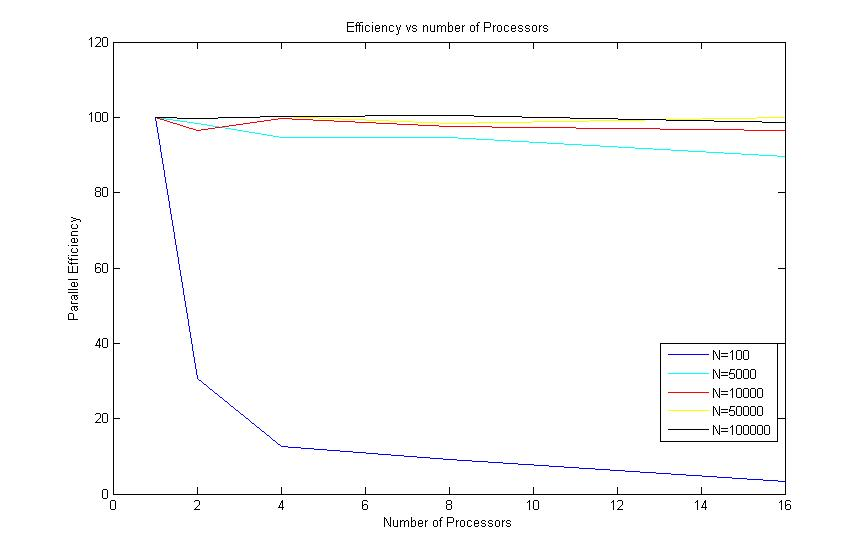 Efficiency vs number of Processors
120
100
80
60
40
20
0
Parallel Efficiency
N=100
N=5000
N=10000
N=50000
N=100000
0 2 4 6 8 10 12 14 16
Number of Processors